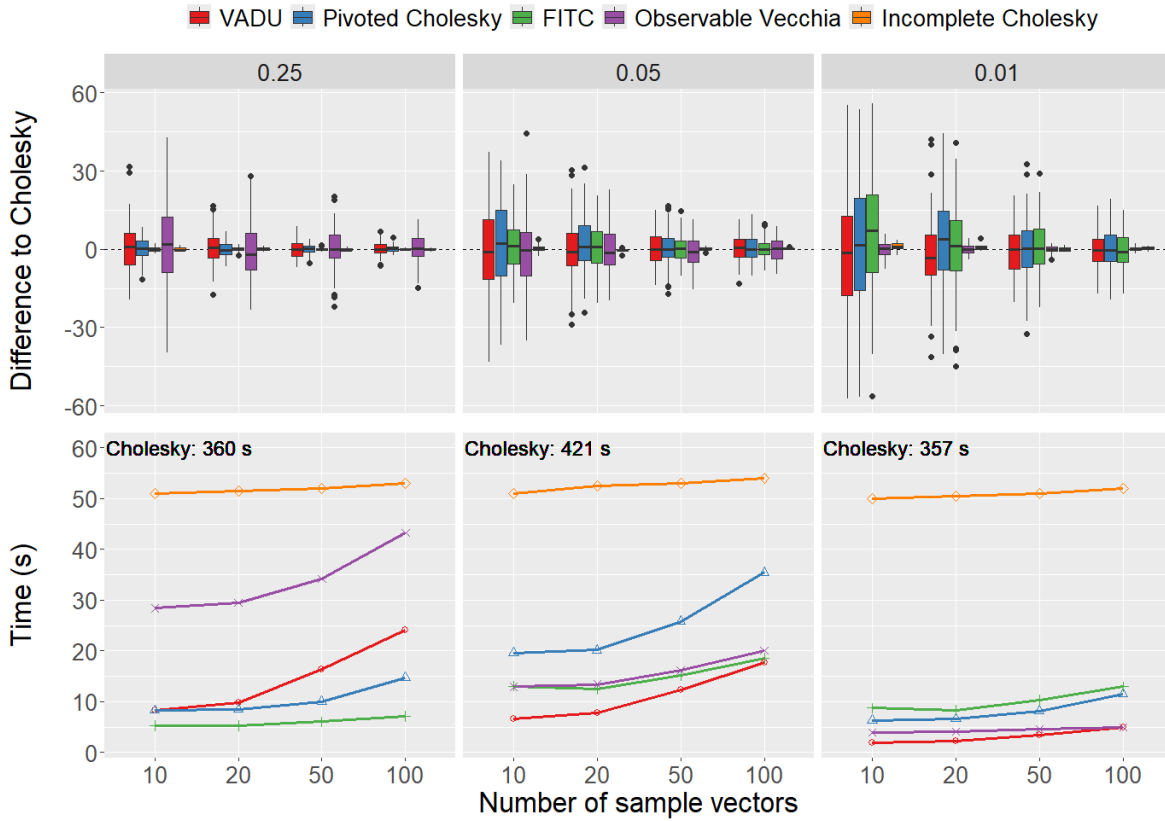 VADU Pivoted Cholesky FITC Observable Vecchia Incomplete Cholesky
0.25 0.05 0.01
Difference to Cholesky
60
30
0
-30
-60
Cholesky: 360 s Cholesky: 421 s Cholesky: 357 s
Time (s)
60
50
40
30
20
10
0
10 20 50 100 10 20 50 100 10 20 50 100
Number of sample vectors